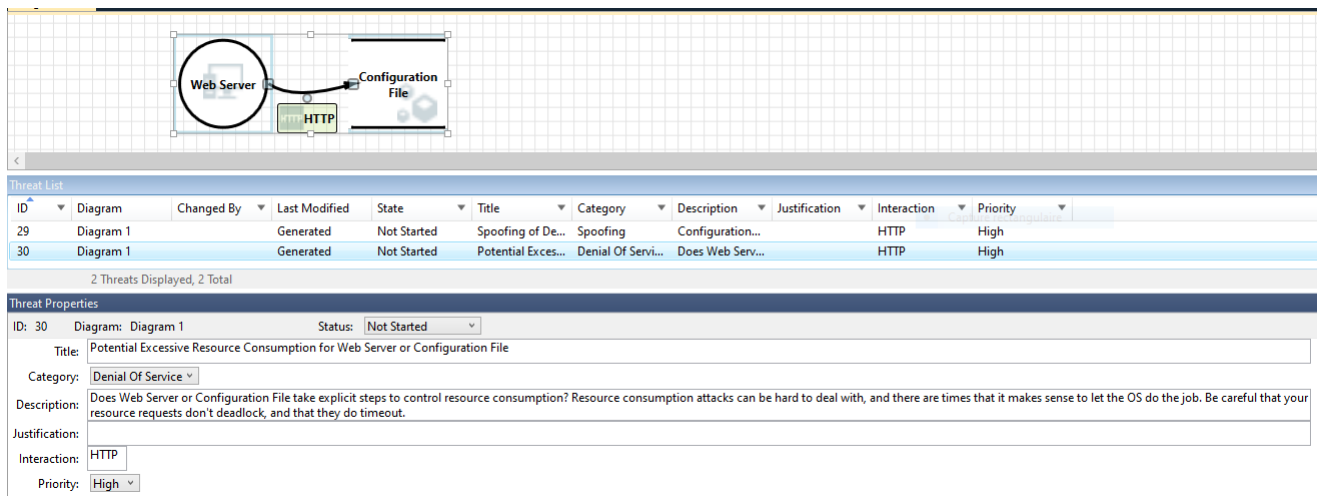 Web Server
Configuration
File
HTTP HTTP
Threat List
ID Diagram Changed By Last Modified State Title Category Description Justification Interaction Priority
Capture rectangulaire
29 Diagram 1 Generated Not Started Spoofing of De... Spoofing Configuration... HTTP High
30 Diagram 1 Generated Not Started Potential Exces... Denial Of Servi... Does Web Serv... HTTP High
2 Threats Displayed, 2 Total
Threat Properties
ID: 30 Diagram: Diagram 1 Status: Not Started
Title: Potential Excessive Resource Consumption for Web Server or Configuration File
Category: Denial Of Service
Description: Does Web Server or Configuration File take explicit steps to control resource consumption? Resource consumption attacks can be hard to deal with, and there are times that it makes sense to let the OS do the job. Be careful that your
resource requests don't deadlock, and that they do timeout.
Justification:
Interaction: HTTP
Priority: High